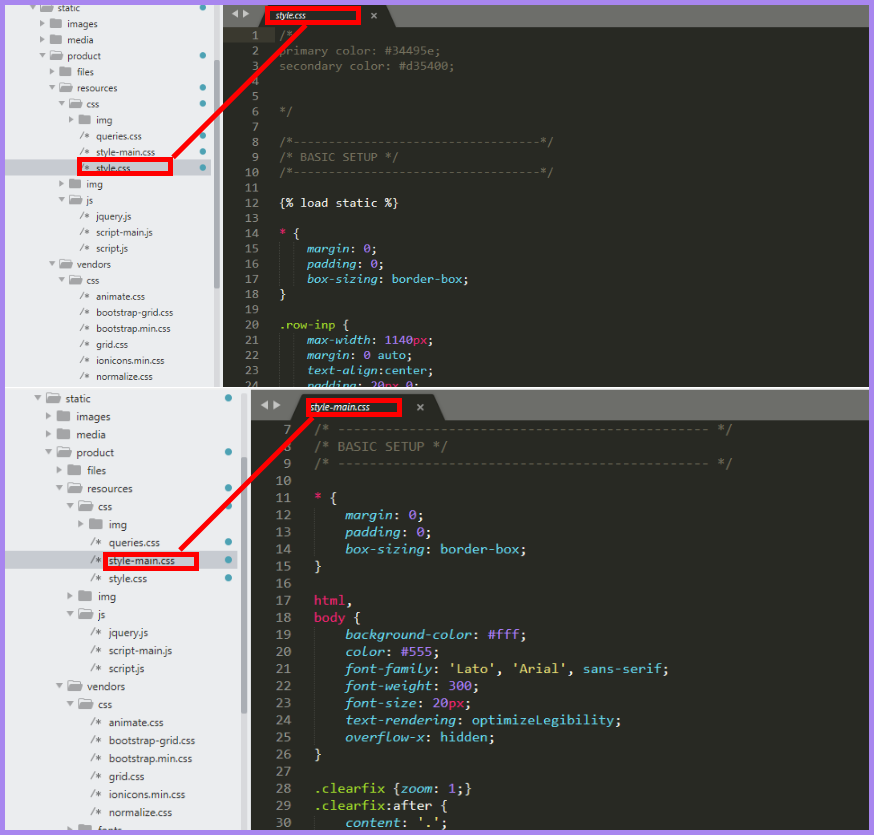 static
images
media
product
files
resources
css
img
queries.css
style-main.css
style.css
img
js
jquery.js
script-main.js
script.js
vendors
css
animate.css
bootstrap-grid.css
bootstrap.min.css
grid.css
ionicons.min.css
normalize.css
style.css ×
1 /*
2 primary color: #34495e;
3 secondary color: #d35400;
4
5
6 */
7
8 /*---------------------------------*/
9 /* BASIC SETUP */
10 /*---------------------------------*/
11
12 {% load static %}
13
14 * {
15 margin: 0;
16 padding: 0;
17 box-sizing: border-box;
18 }
19
20 .row-inp {
21 max-width: 1140px;
22 margin: 0 auto;
23 text-align:center;
24 padding: 20px 0;
static
images
media
product
files
resources
css
img
/* queries.css
/* style-main.css
/* style.css
img
js
/* jquery.js
/* script-main.js
/* script.js
vendors
css
/* animate.css
/* bootstrap-grid.css
/* bootstrap.min.css
/* grid.css
/* ionicons.min.css
/* normalize.css
fonts
style-main.css ×
7 /* ----------------------------------------------- */
8 /* BASIC SETUP */
9 /* ----------------------------------------------- */
10
11 * {
12 margin: 0;
13 padding: 0;
14 box-sizing: border-box;
15 }
16
17 html,
18 body {
19 background-color: #fff;
20 color: #555;
21 font-family: 'Lato', 'Arial', sans-serif;
22 font-weight: 300;
23 font-size: 20px;
24 text-rendering: optimizeLegibility;
25 overflow-x: hidden;
26 }
27
28 .clearfix {zoom: 1;}
29 .clearfix:after {
30 content: '.';